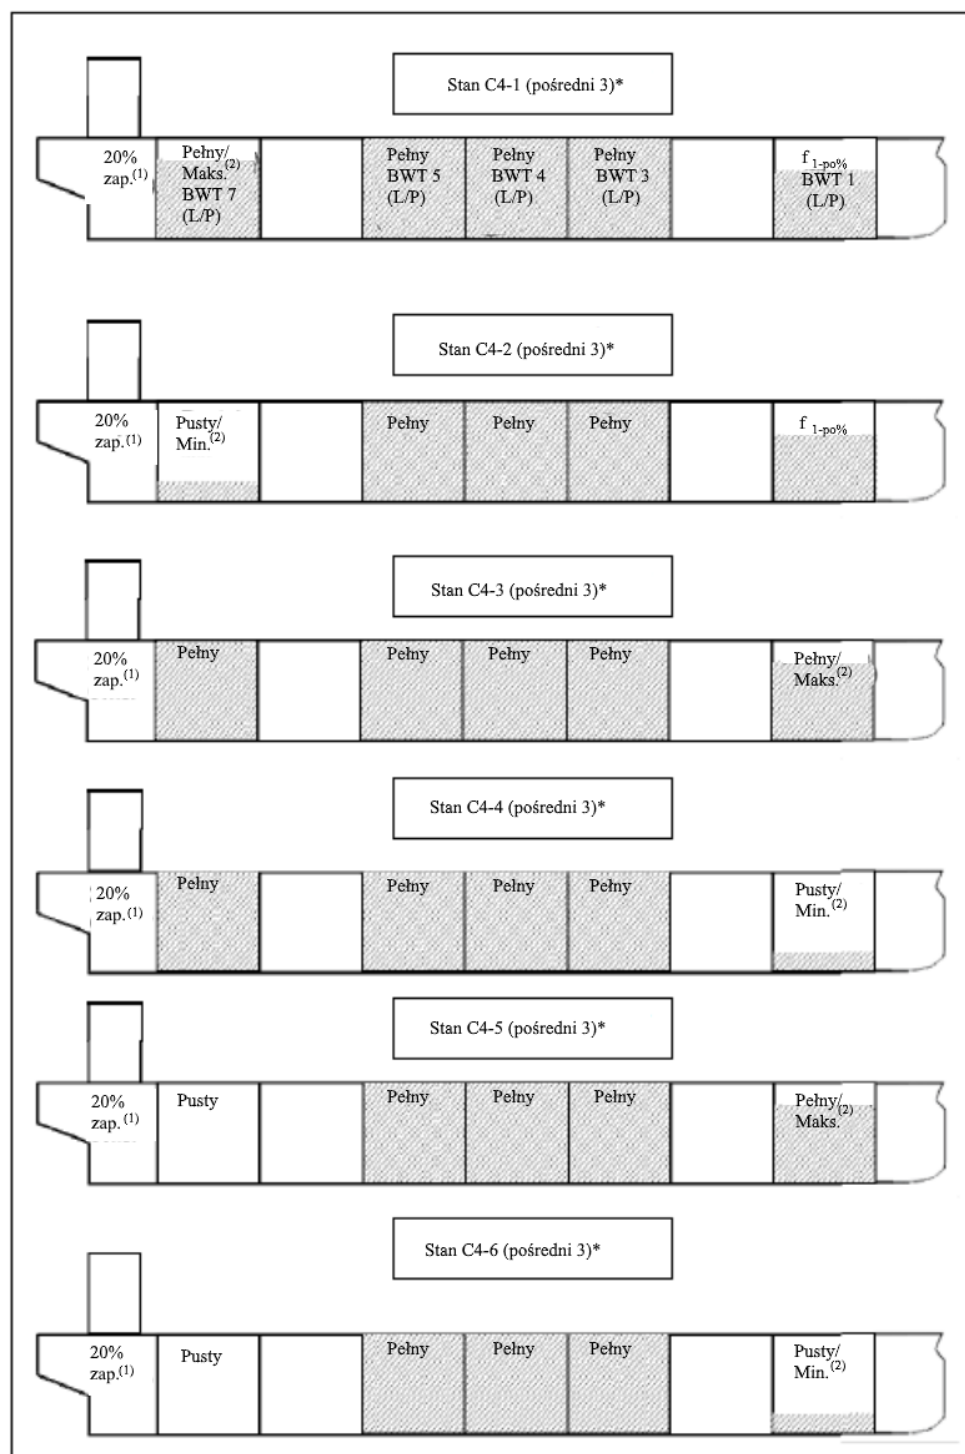 Stan C4-1 (pośredni 3)*
20%
zap.(1)
Pełny/
Maks.(2)
BWT 7
(L/P)
Pełny
BWT 5
(L/P)
Pełny
BWT 4
(L/P)
Pełny
BWT 3
(L/P)
f 1-po%
BWT 1
(L/P)
Stan C4-2 (pośredni 3)*
20%
zap.(1)
Pusty/
Min.(2)
Pełny
Pełny
Pełny
f 1-po%
Stan C4-3 (pośredni 3)*
20%
zap.(1)
Pełny
Pełny
Pełny
Pełny
Pełny/
Maks.(2)
Stan C4-4 (pośredni 3)*
20%
zap.(1)
Pełny
Pełny
Pełny
Pełny
Pusty/
Min.(2)
Stan C4-5 (pośredni 3)*
20%
zap.(1)
Pusty
Pełny
Pełny
Pełny
Pełny/
Maks.(2)
Stan C4-6 (pośredni 3)*
20%
zap.(1)
Pusty
Pełny
Pełny
Pełny
Pusty/
Min.(2)